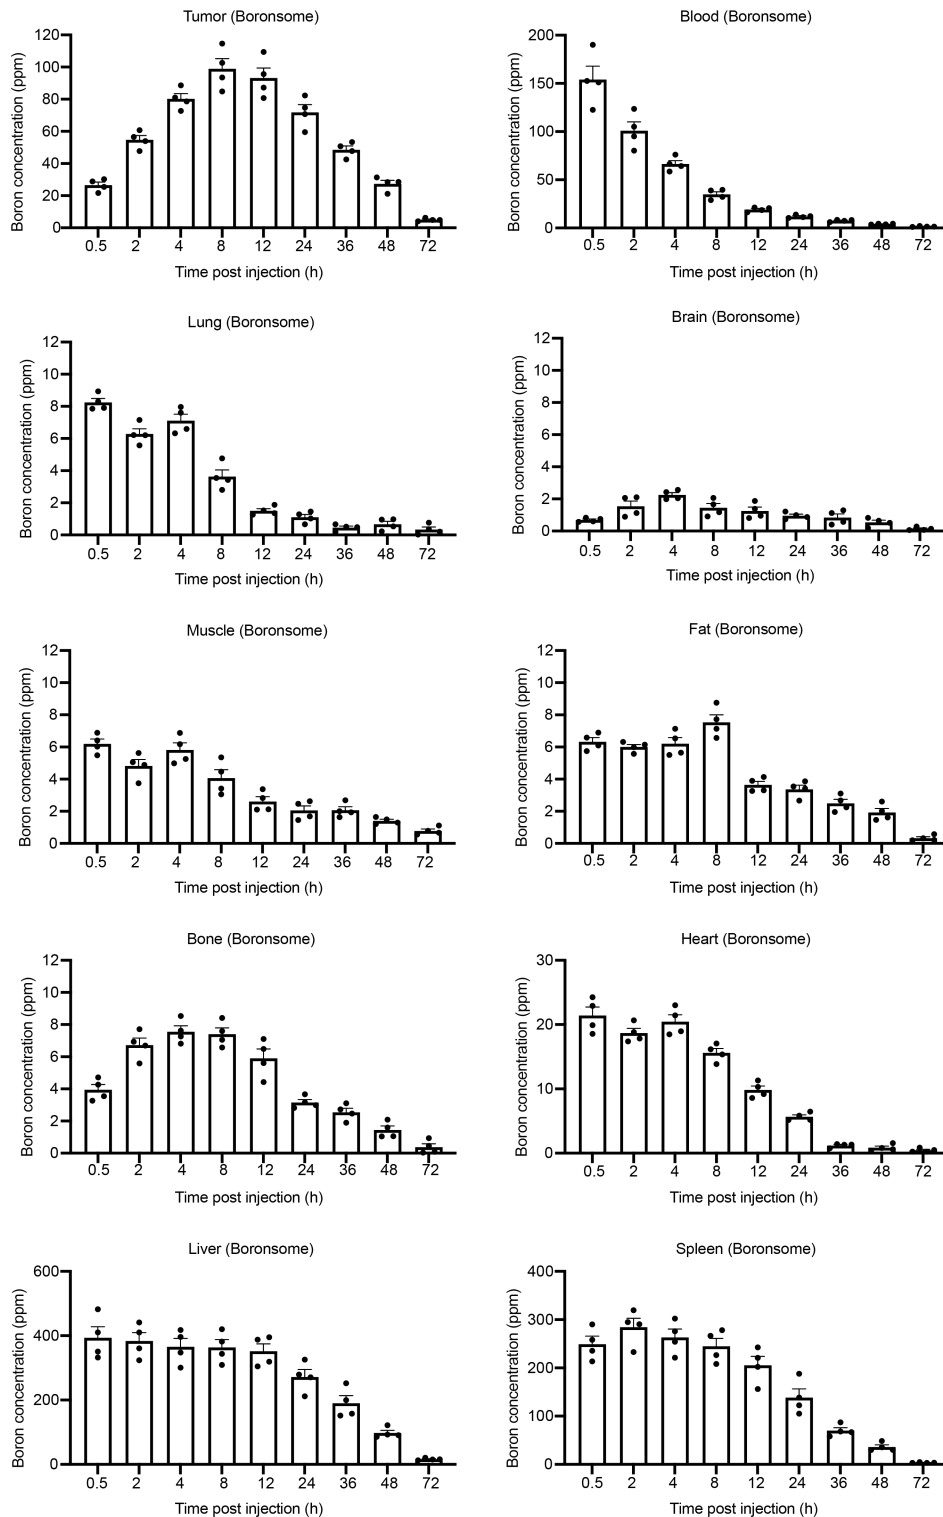 Tumor (Boronsome)
Boron concentration (ppm)
120
100
80
60
40
20
0
0.5 2 4 8 12 24 36 48 72
Time post injection (h)
Blood (Boronsome)
Boron concentration (ppm)
200
150
100
50
0
0.5 2 4 8 12 24 36 48 72
Time post injection (h)
Lung (Boronsome)
Boron concentration (ppm)
12
10
8
6
4
2
0
0.5 2 4 8 12 24 36 48 72
Time post injection (h)
Brain (Boronsome)
Boron concentration (ppm)
12
10
8
6
4
2
0
0.5 2 4 8 12 24 36 48 72
Time post injection (h)
Muscle (Boronsome)
Boron concentration (ppm)
12
10
8
6
4
2
0
0.5 2 4 8 12 24 36 48 72
Time post injection (h)
Fat (Boronsome)
Boron concentration (ppm)
12
10
8
6
4
2
0
0.5 2 4 8 12 24 36 48 72
Time post injection (h)
Bone (Boronsome)
Boron concentration (ppm)
12
10
8
6
4
2
0
0.5 2 4 8 12 24 36 48 72
Time post injection (h)
Heart (Boronsome)
Boron concentration (ppm)
30
20
10
0
0.5 2 4 8 12 24 36 48 72
Time post injection (h)
Liver (Boronsome)
Boron concentration (ppm)
600
400
200
0
0.5 2 4 8 12 24 36 48 72
Time post injection (h)
Spleen (Boronsome)
Boron concentration (ppm)
400
300
200
100
0
0.5 2 4 8 12 24 36 48 72
Time post injection (h)